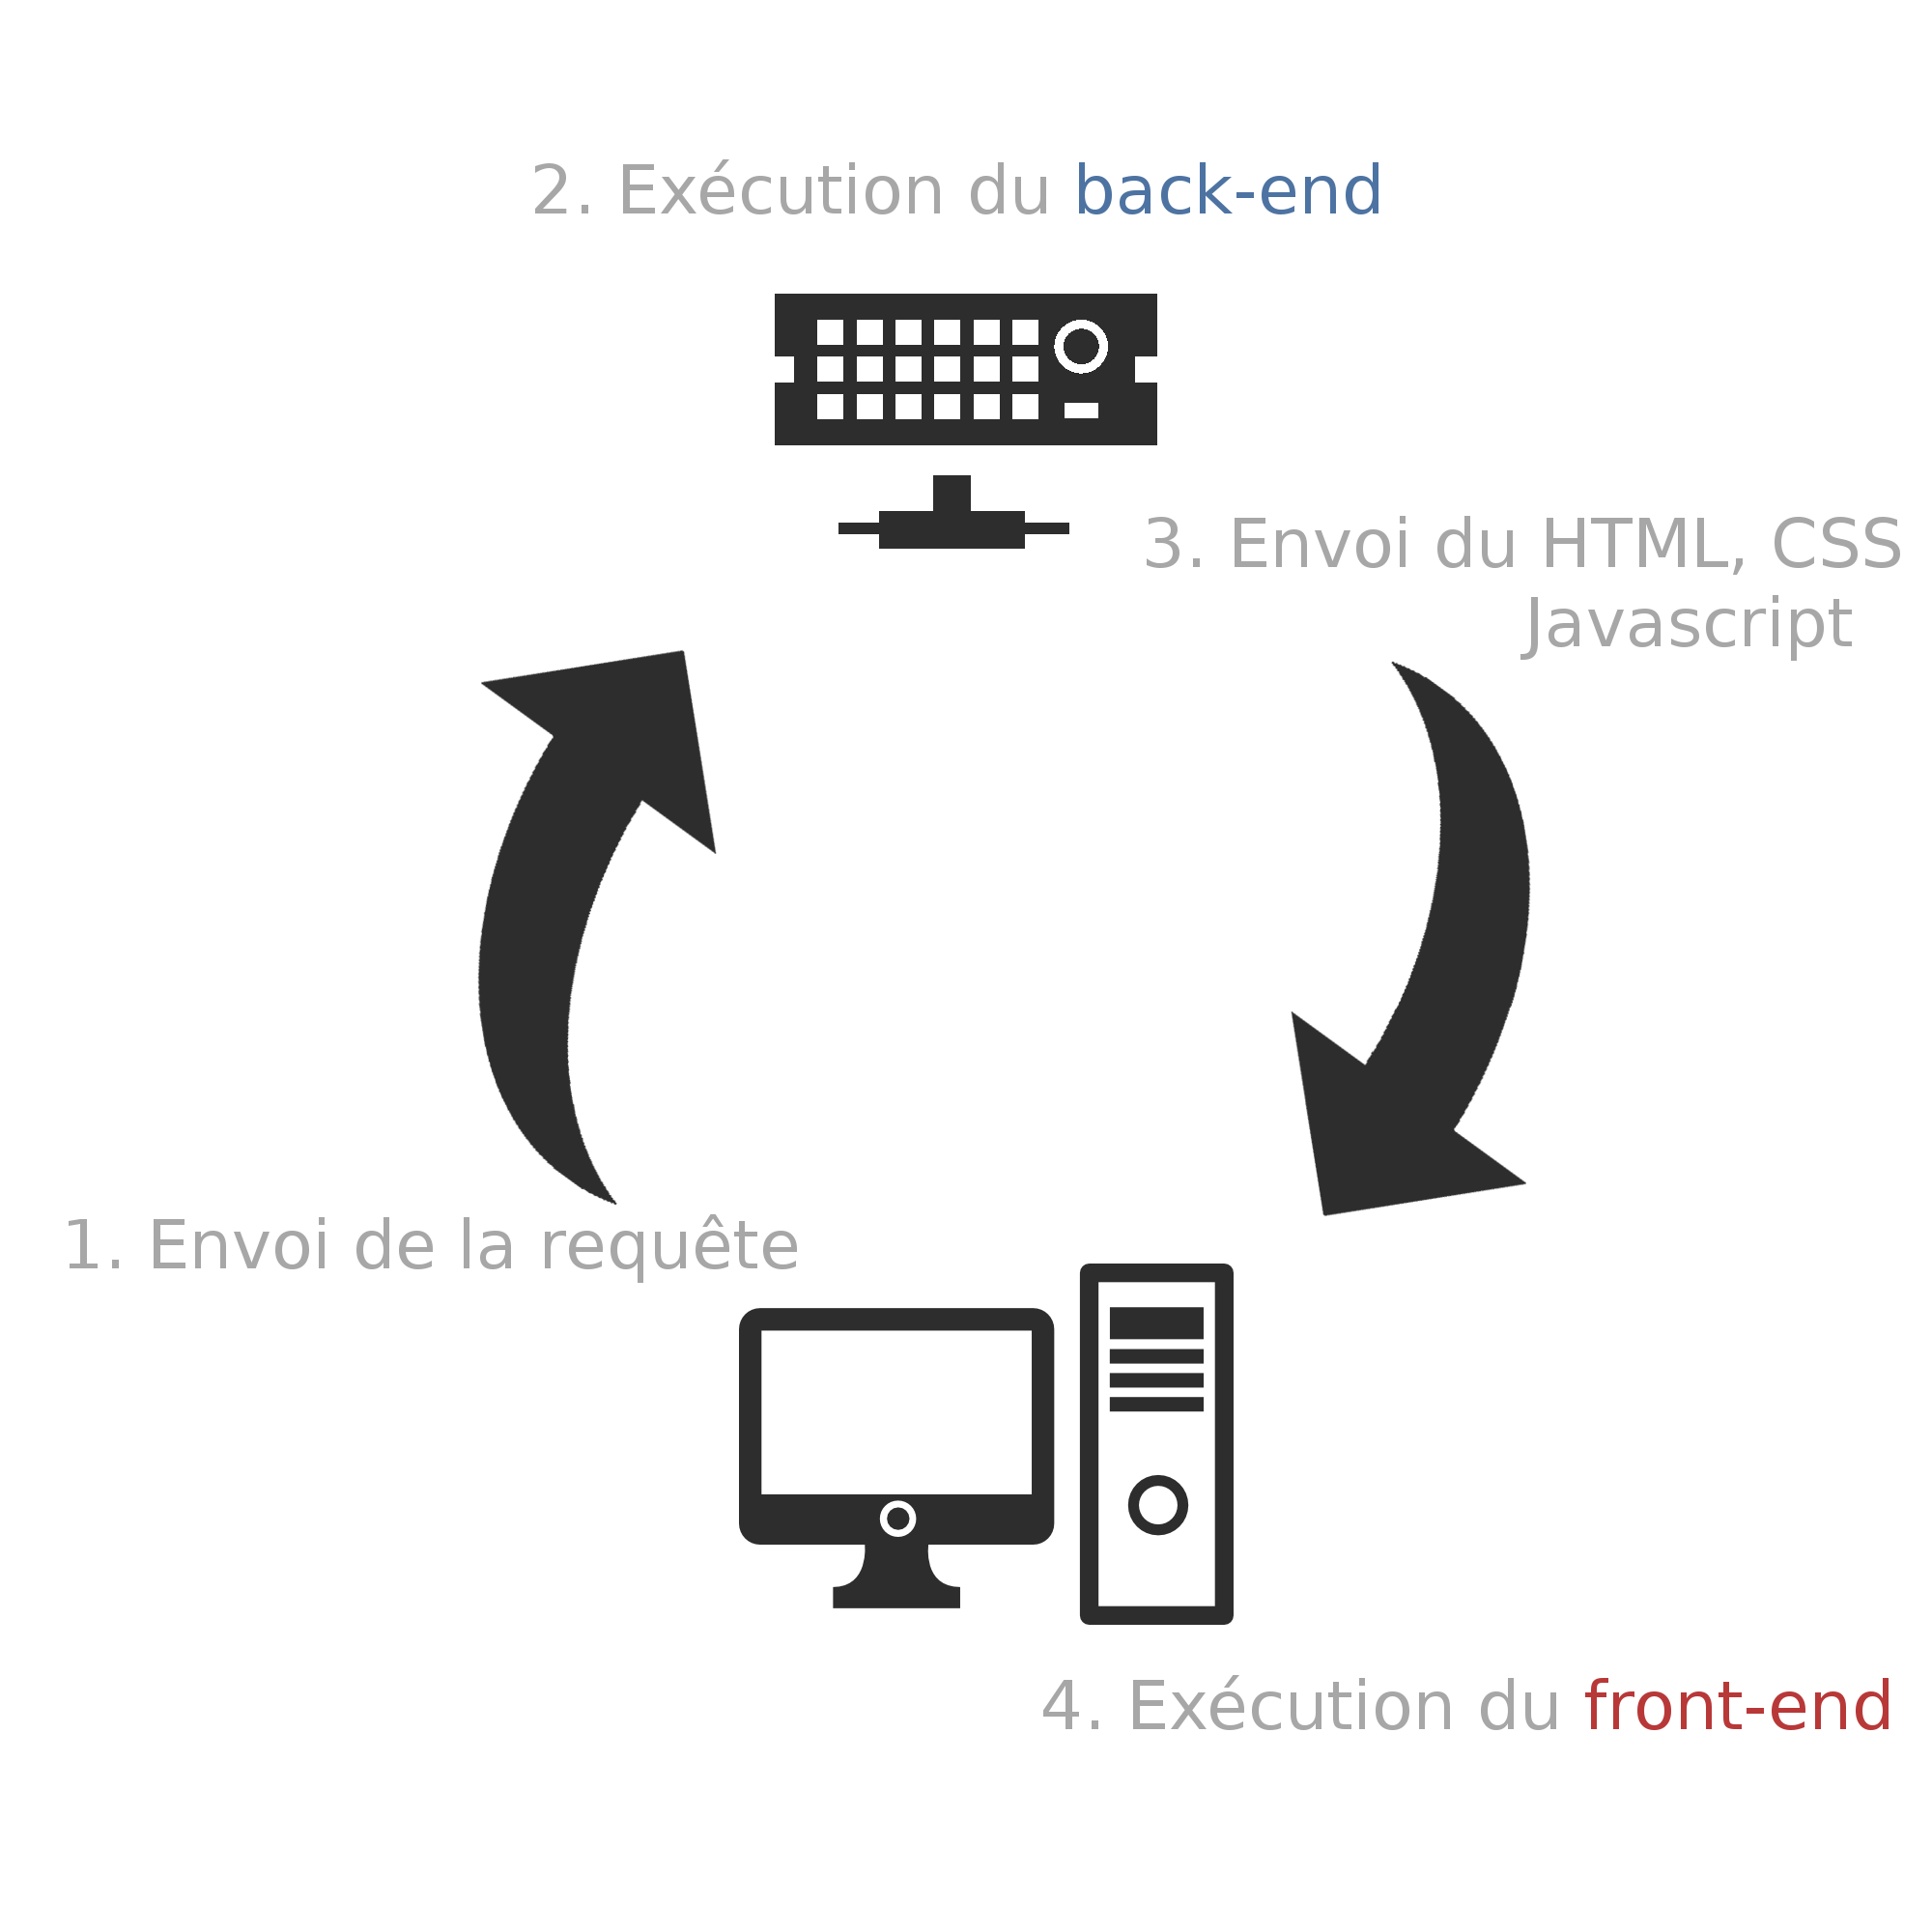 2. Exécution du back-end
3. Envoi du HTML, CSS
Javascript
1. Envoi de la requête
4. Exécution du front-end